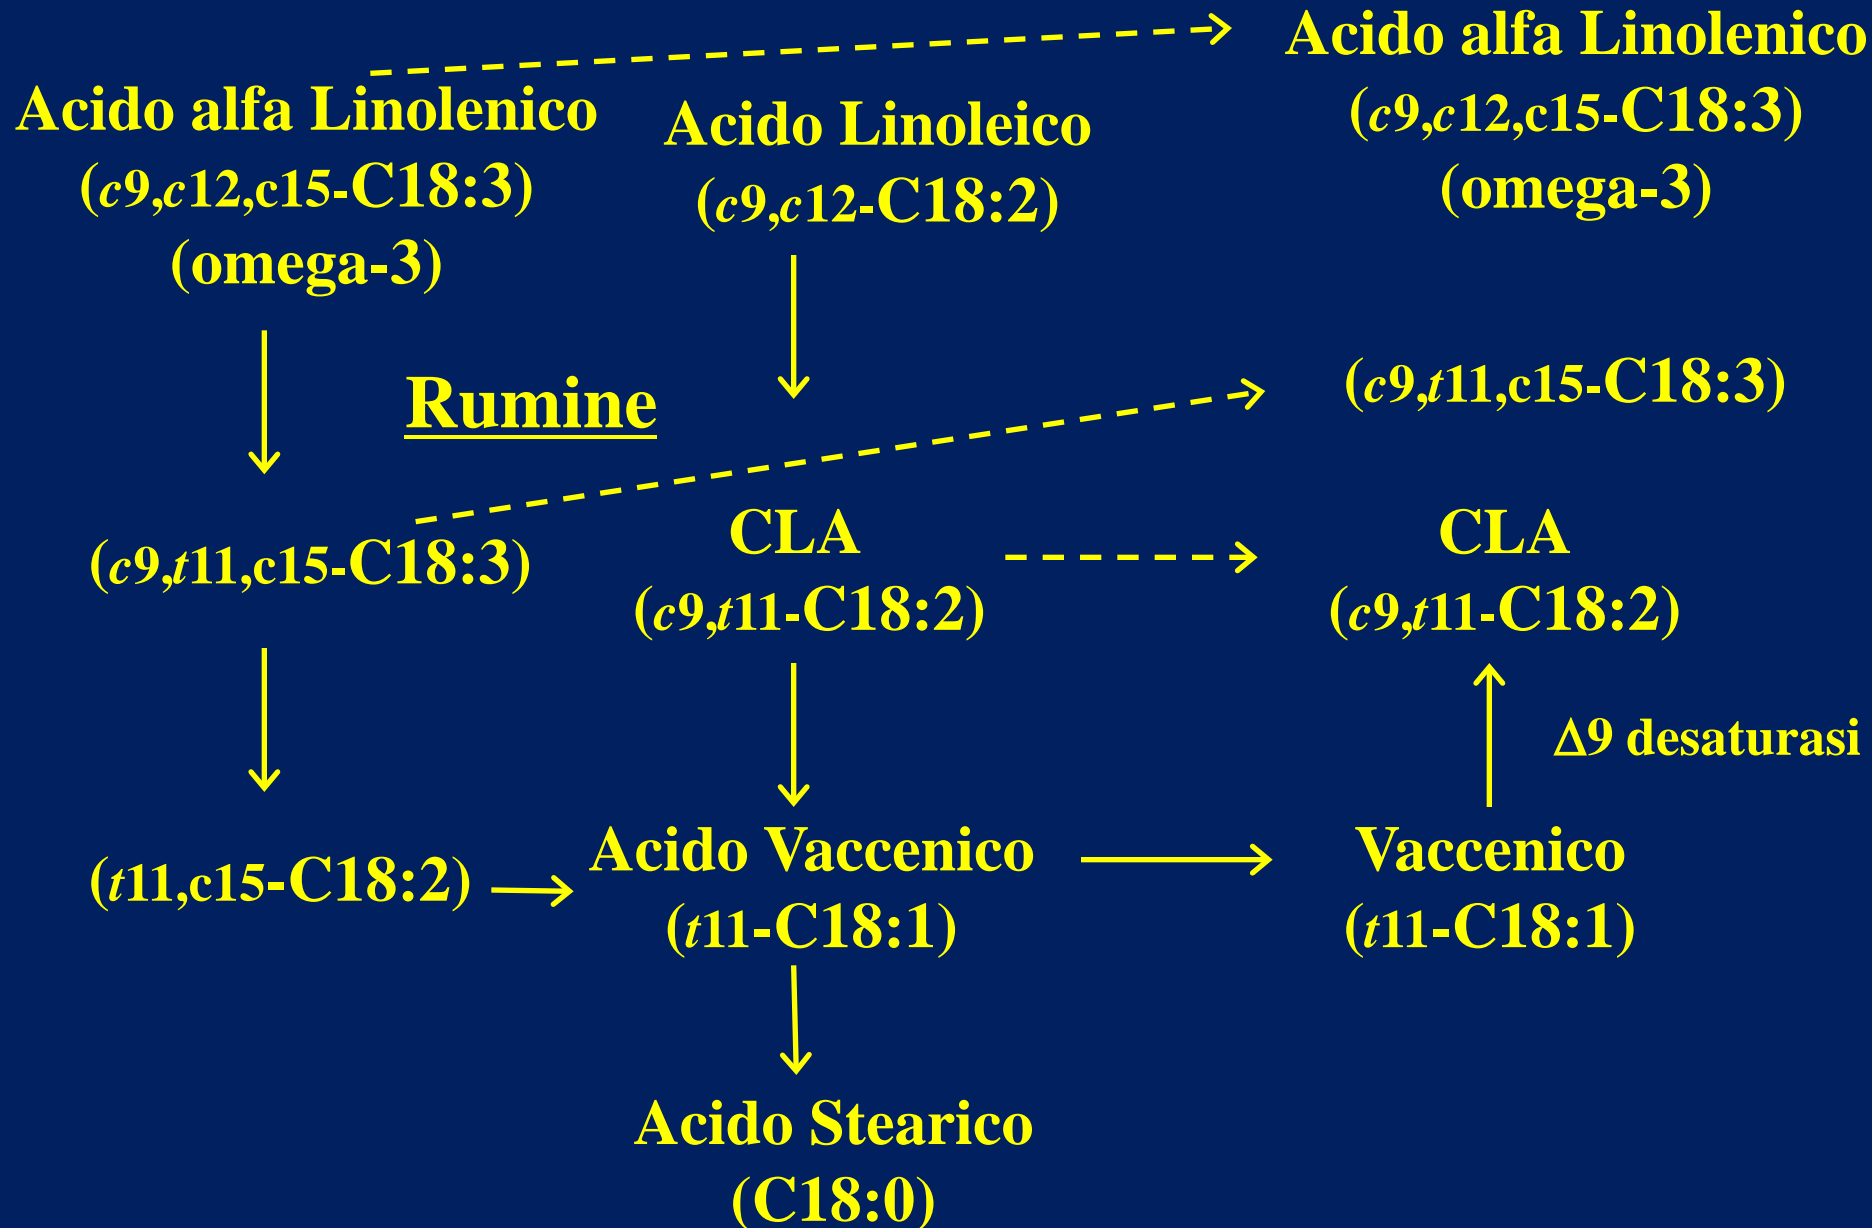 Acido alfa Linolenico
(c9,c12,c15-C18:3)
(omega-3)
Acido Linoleico
(c9,c12-C18:2)
Acido alfa Linolenico
(c9,c12,c15-C18:3)
(omega-3)
Rumine
(c9,t11,c15-C18:3)
(c9,t11,c15-C18:3)
CLA
(c9,t11-C18:2)
CLA
(c9,t11-C18:2)
Δ9 desaturasi
(t11,c15-C18:2)
Acido Vaccenico
(t11-C18:1)
Vaccenico
(t11-C18:1)
Acido Stearico
(C18:0)